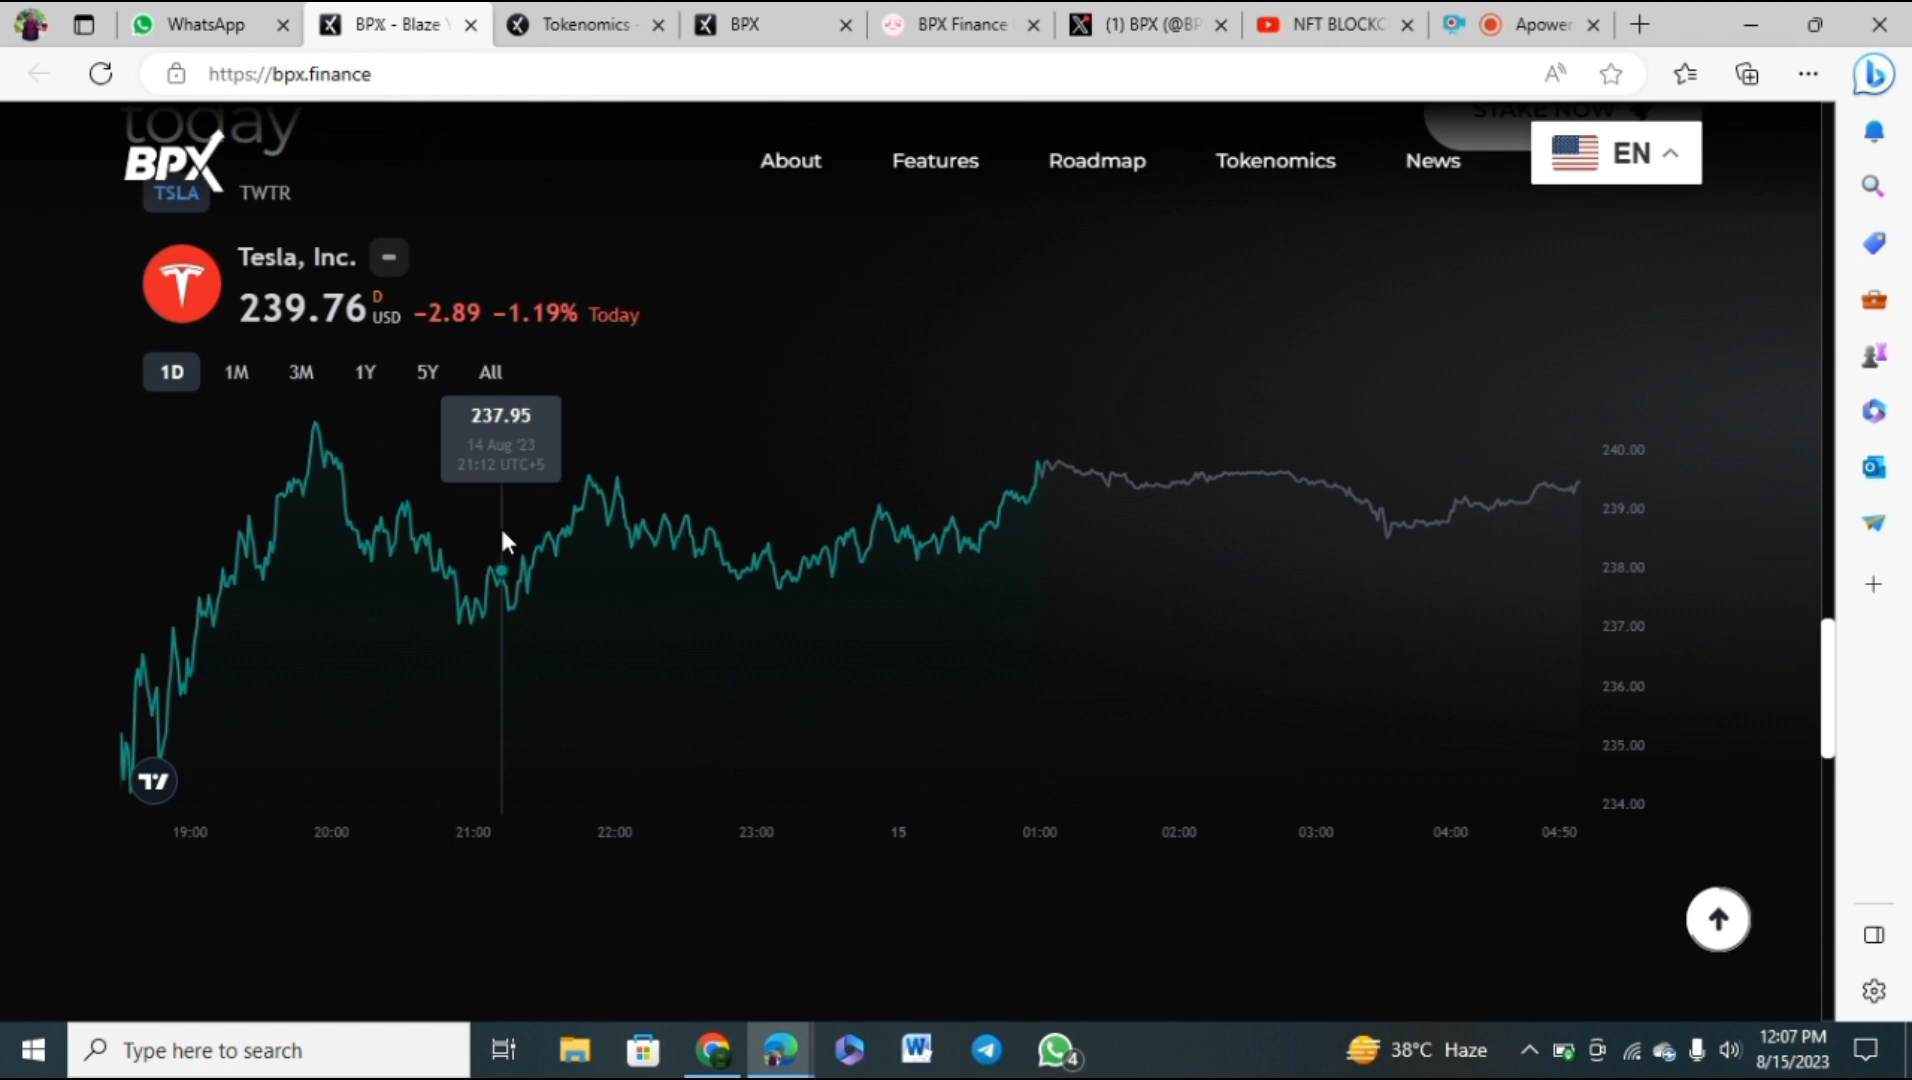 WhatsApp
BPX - Blaze
Tokenomics -
BPX
BPX Finance
(1) BPX (@BP
NFT BLOCKC
Apower
https://bpx.finance
today
STAKE NOW
BPX
About
Features
Roadmap
Tokenomics
News
EN
TSLA
TWTR
Tesla, Inc.
239.76 D USD −2.89 −1.19% Today
1D
1M
3M
1Y
5Y
All
237.95
14 Aug '23
21:12 UTC+5
240.00
239.00
238.00
237.00
236.00
235.00
234.00
19:00
20:00
21:00
22:00
23:00
15
01:00
02:00
03:00
04:00
04:50
Type here to search
4
38°C Haze
12:07 PM
8/15/2023